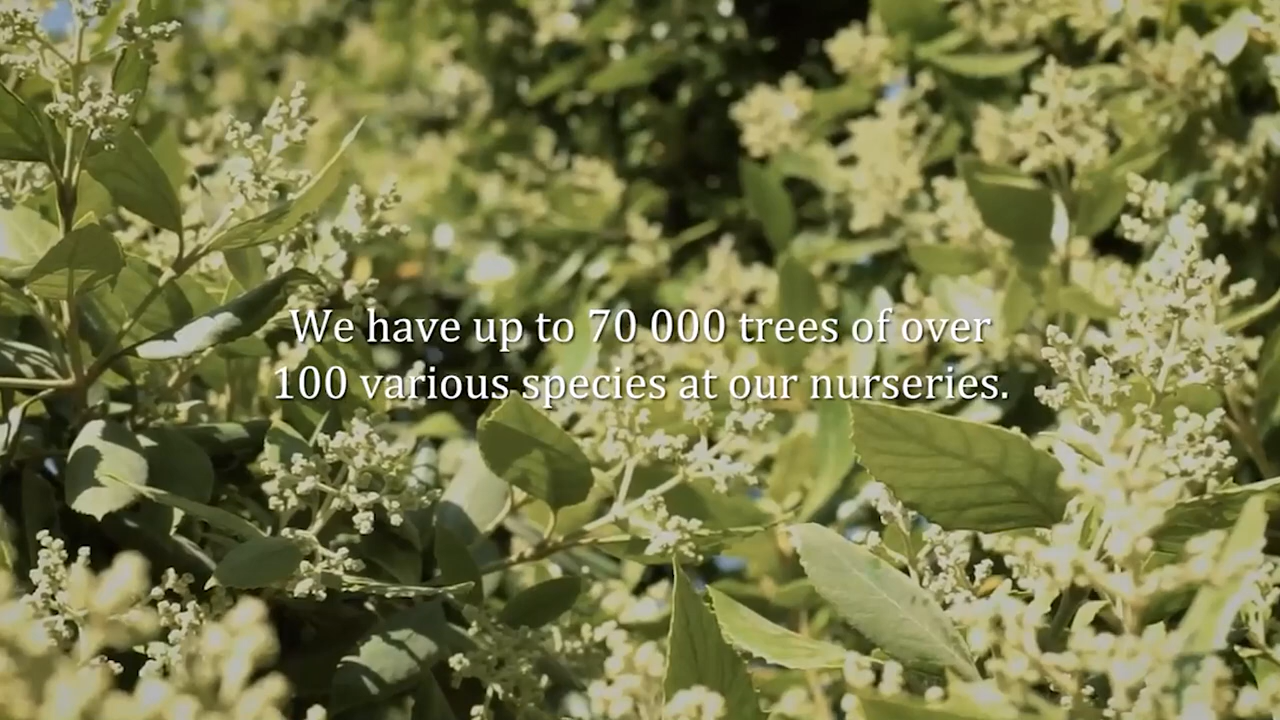 We have up to 70 000 trees of over
100 various species at our nurseries.